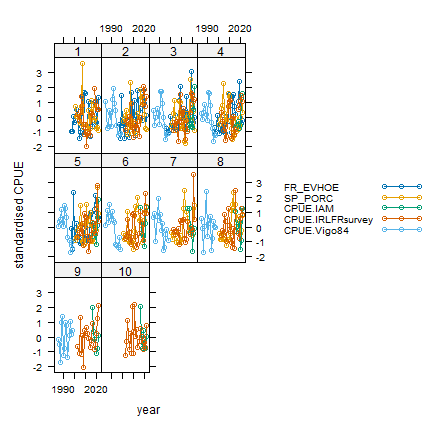 1990 2020 1990 2020
1 2 3 4
3
2
1
0
-1
-2
standardised CPUE
5 6 7 8
3
2
1
0
-1
-2
9 10
3
2
1
0
-1
-2
1990 2020
year
FR_EVHOE
SP_PORC
CPUE.IAM
CPUE.IRLFRsurvey
CPUE.Vigo84